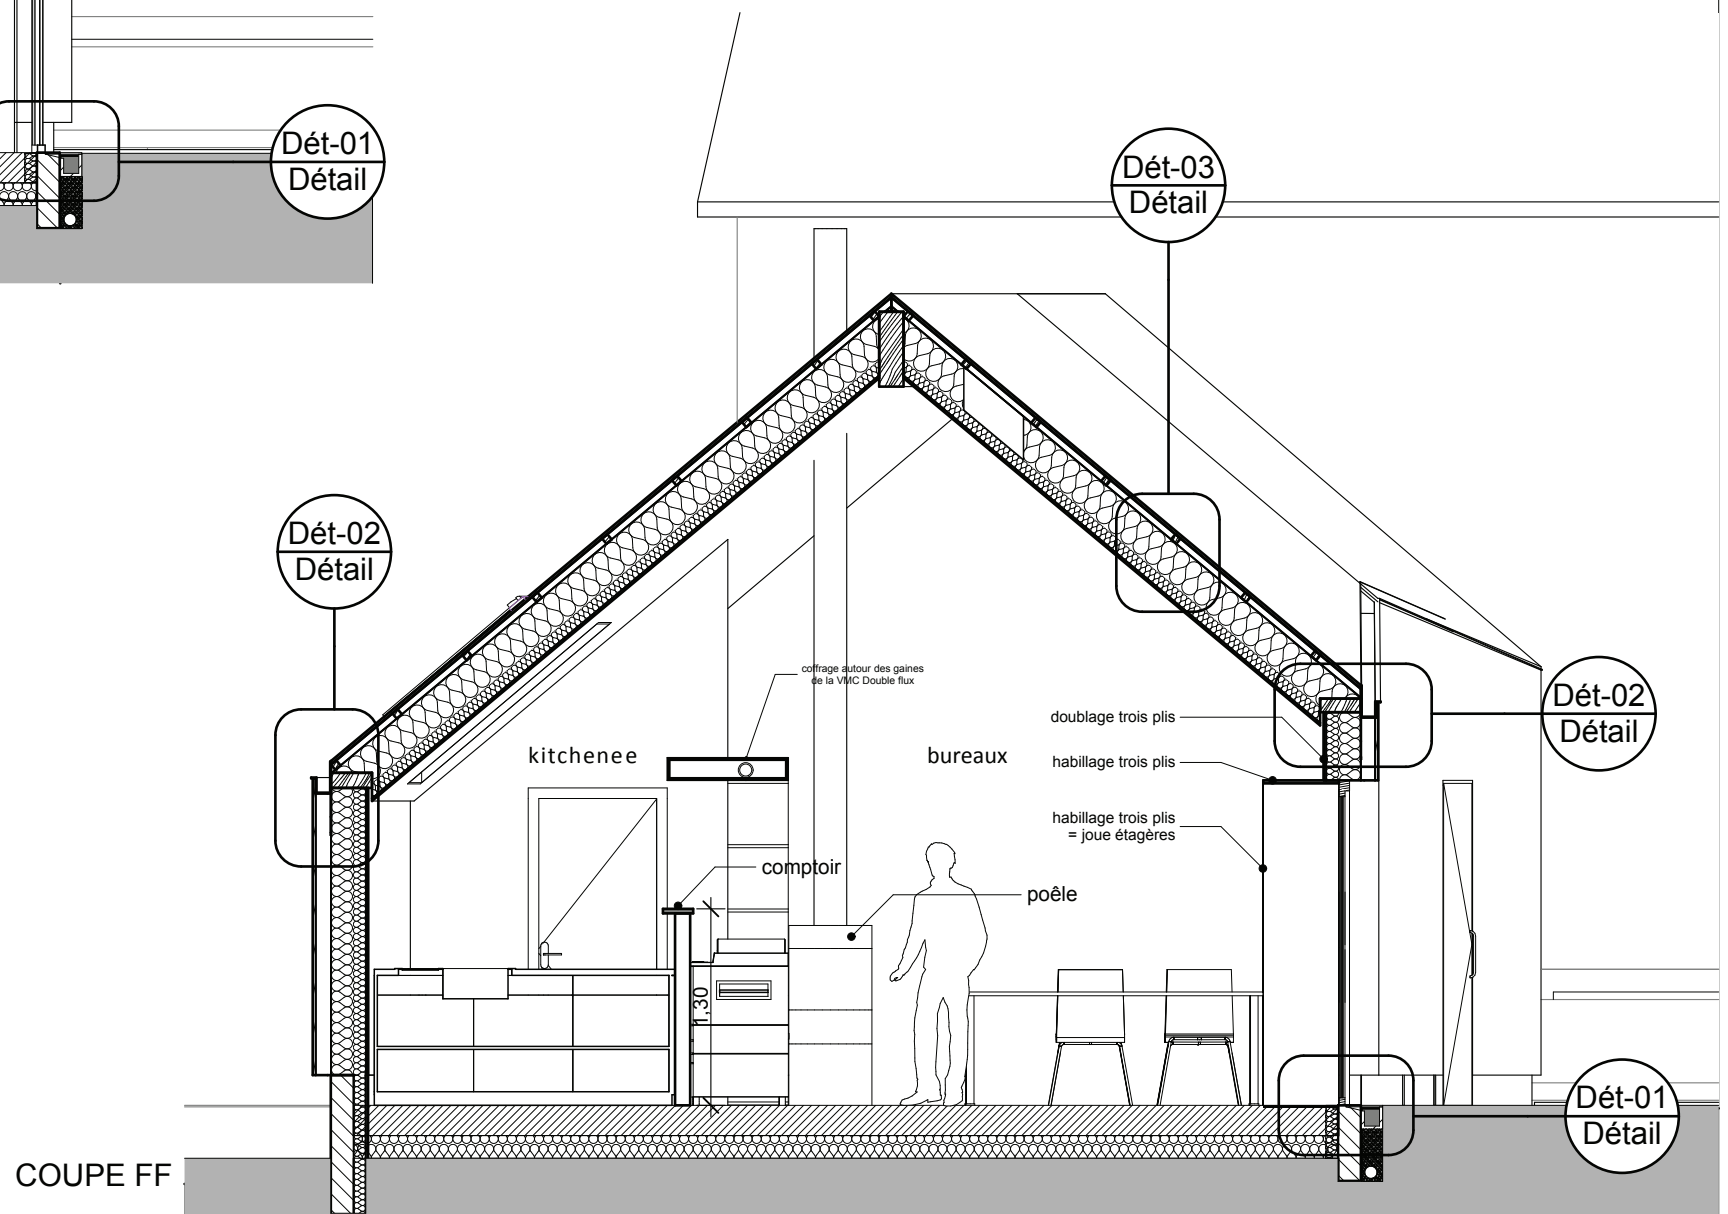 Dét-01
Détail
Dét-03
Détail
Dét-02
Détail
coffrage autour des gaines
de la VMC Double flux
kitchenee
bureaux
doublage trois plis
habillage trois plis
habillage trois plis
= joue étagères
Dét-02
Détail
comptoir
poêle
1,30
Dét-01
Détail
COUPE FF